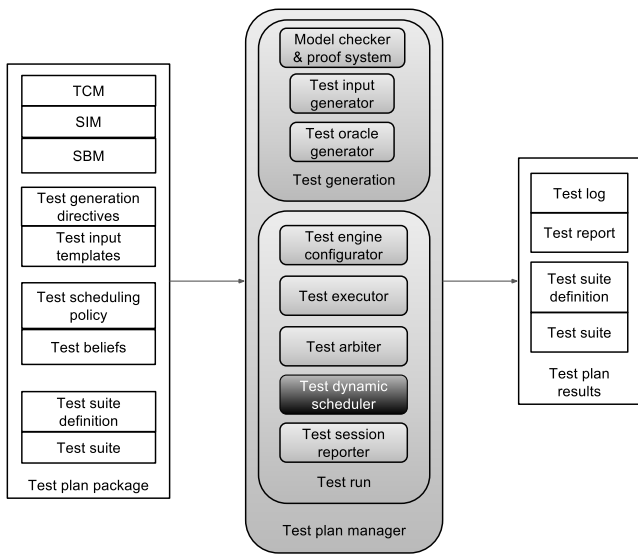 TCM
SIM
SBM
Test generation
directives
Test input
templates
Test scheduling
policy
Test beliefs
Test suite
definition
Test suite
Test plan package
Model checker
& proof system
Test input
generator
Test oracle
generator
Test generation
Test engine
configurator
Test executor
Test arbiter
Test dynamic
scheduler
Test session
reporter
Test run
Test plan manager
Test log
Test report
Test suite
definition
Test suite
Test plan
results